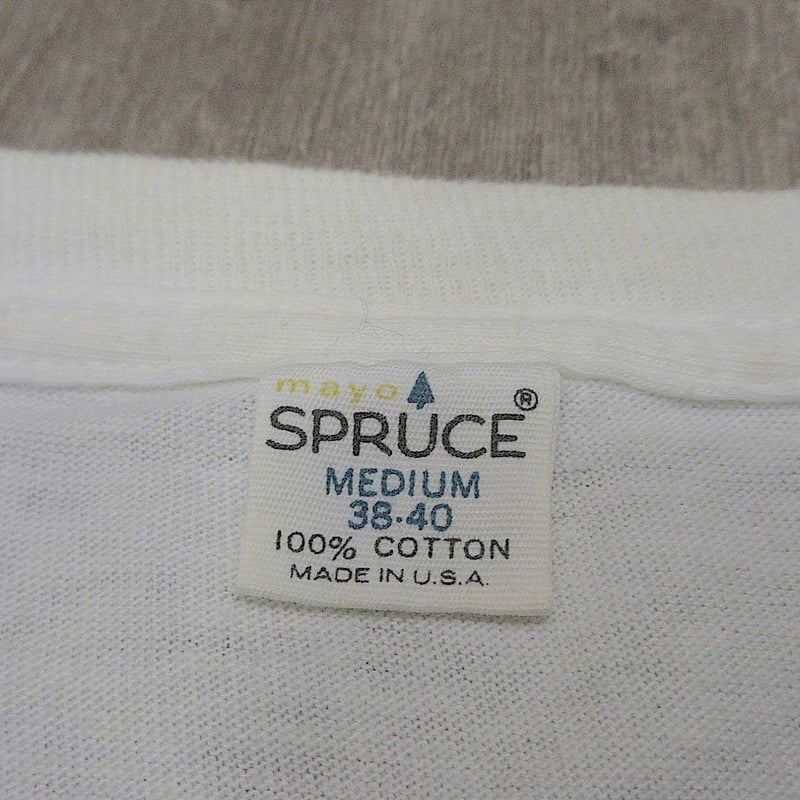 mayo
SPRUCE®
MEDIUM
38-40
100% COTTON
MADE IN U.S.A.